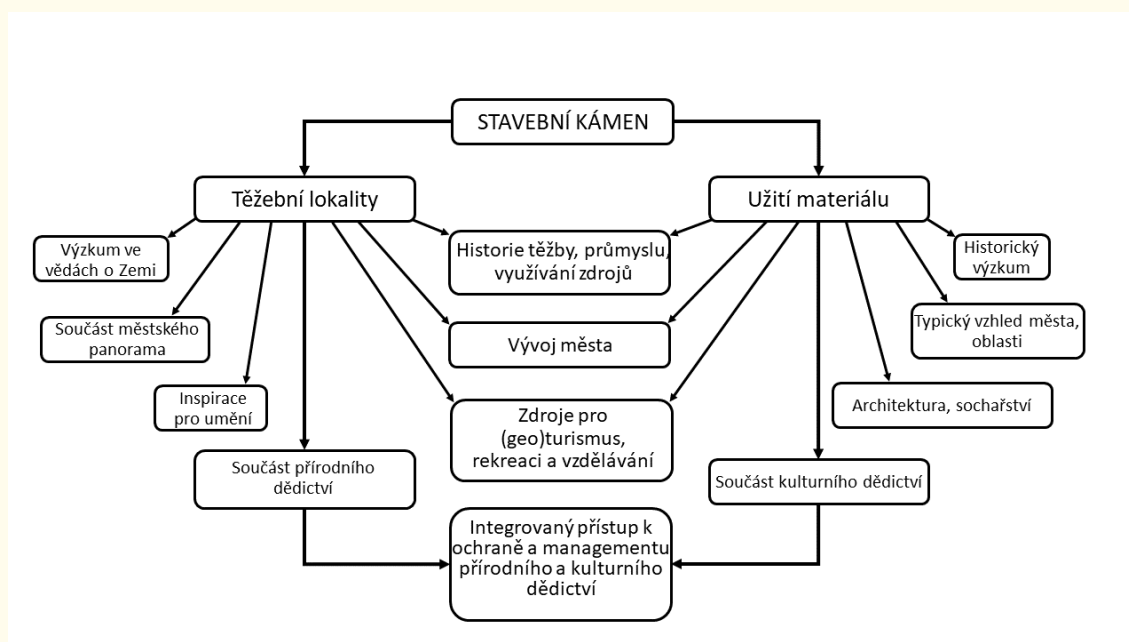 STAVEBNÍ KÁMEN
Těžební lokality
Užití materiálu
Výzkum ve
vědách o Zemi
Historie těžby, průmyslu,
využívání zdrojů
Historický
výzkum
Součást městského
panorama
Vývoj města
Typický vzhled města,
oblasti
Inspirace
pro umění
Zdroje pro
(geo)turismus,
rekreaci a vzdělávání
Architektura, sochařství
Součást přírodního
dědictví
Součást kulturního dědictví
Integrovaný přístup k
ochraně a managementu
přírodního a kulturního
dědictví